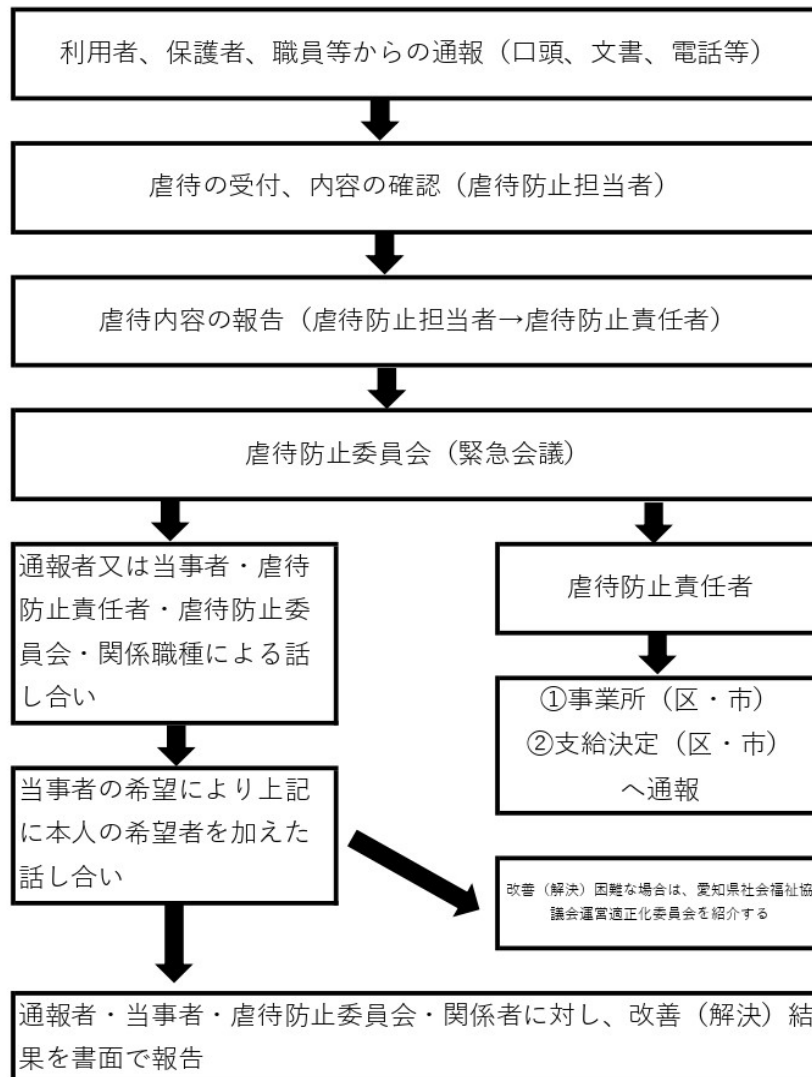 利用者、保護者、職員等からの通報（口頭、文書、電話等）
虐待の受付、内容の確認（虐待防止担当者）
虐待内容の報告（虐待防止担当者→虐待防止責任者）
虐待防止委員会（緊急会議）
通報者又は当事者・虐待
防止責任者・虐待防止委
員会・関係職種による話
し合い
虐待防止責任者
①事業所（区・市）
②支給決定（区・市）
へ通報
当事者の希望により上記
に本人の希望者を加えた
話し合い
改善（解決）困難な場合は、愛知県社会福祉協
議会運営適正化委員会を紹介する
通報者・当事者・虐待防止委員会・関係者に対し、改善（解決）結
果を書面で報告